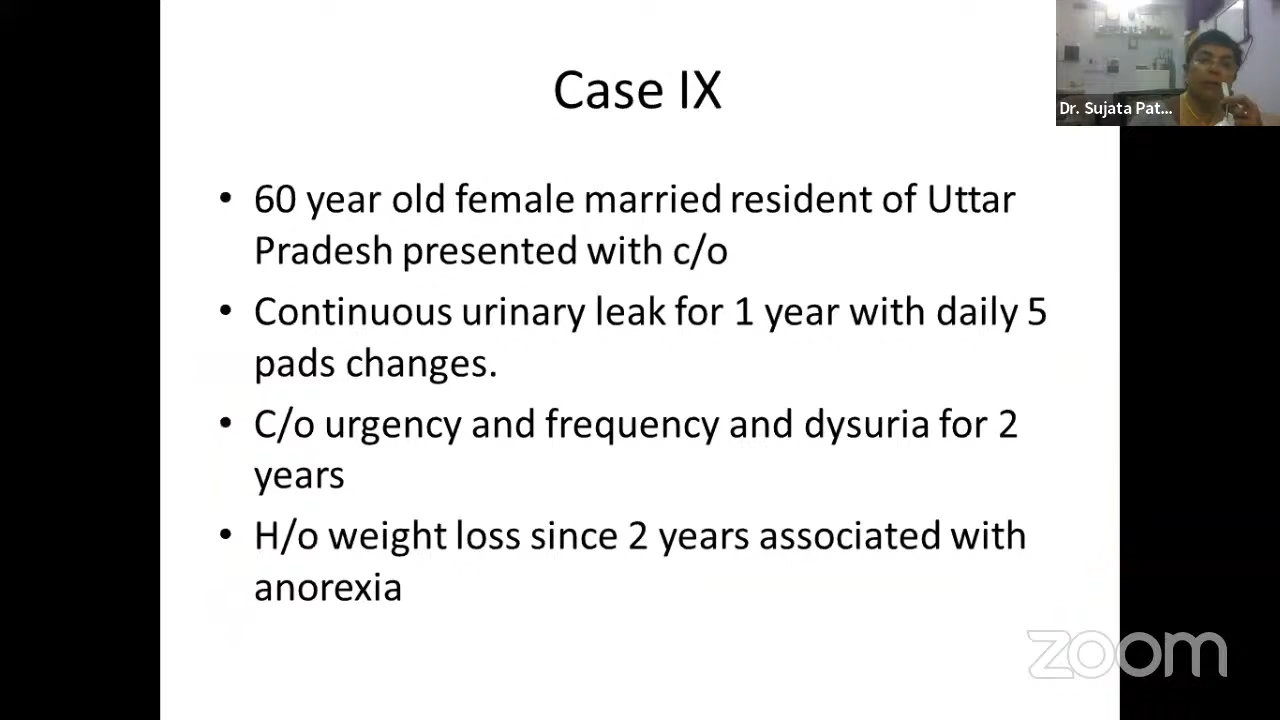 Case IX
Dr. Sujata Pat...
• 60 year old female married resident of Uttar
Pradesh presented with c/o
• Continuous urinary leak for 1 year with daily 5
pads changes.
• C/o urgency and frequency and dysuria for 2
years
• H/o weight loss since 2 years associated with
anorexia
zoom